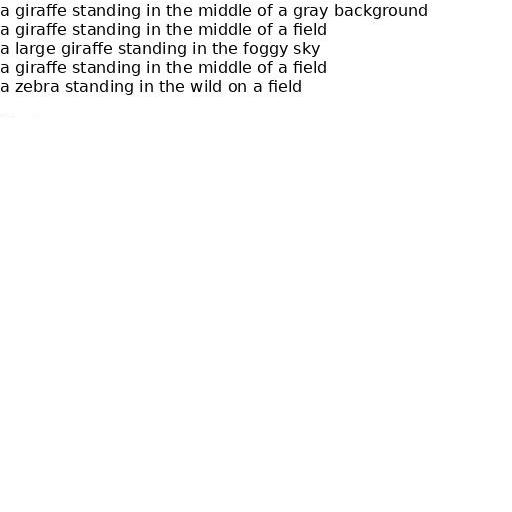 a giraffe standing in the middle of a gray background
a giraffe standing in the middle of a field
a large giraffe standing in the foggy sky
a giraffe standing in the middle of a field
a zebra standing in the wild on a field